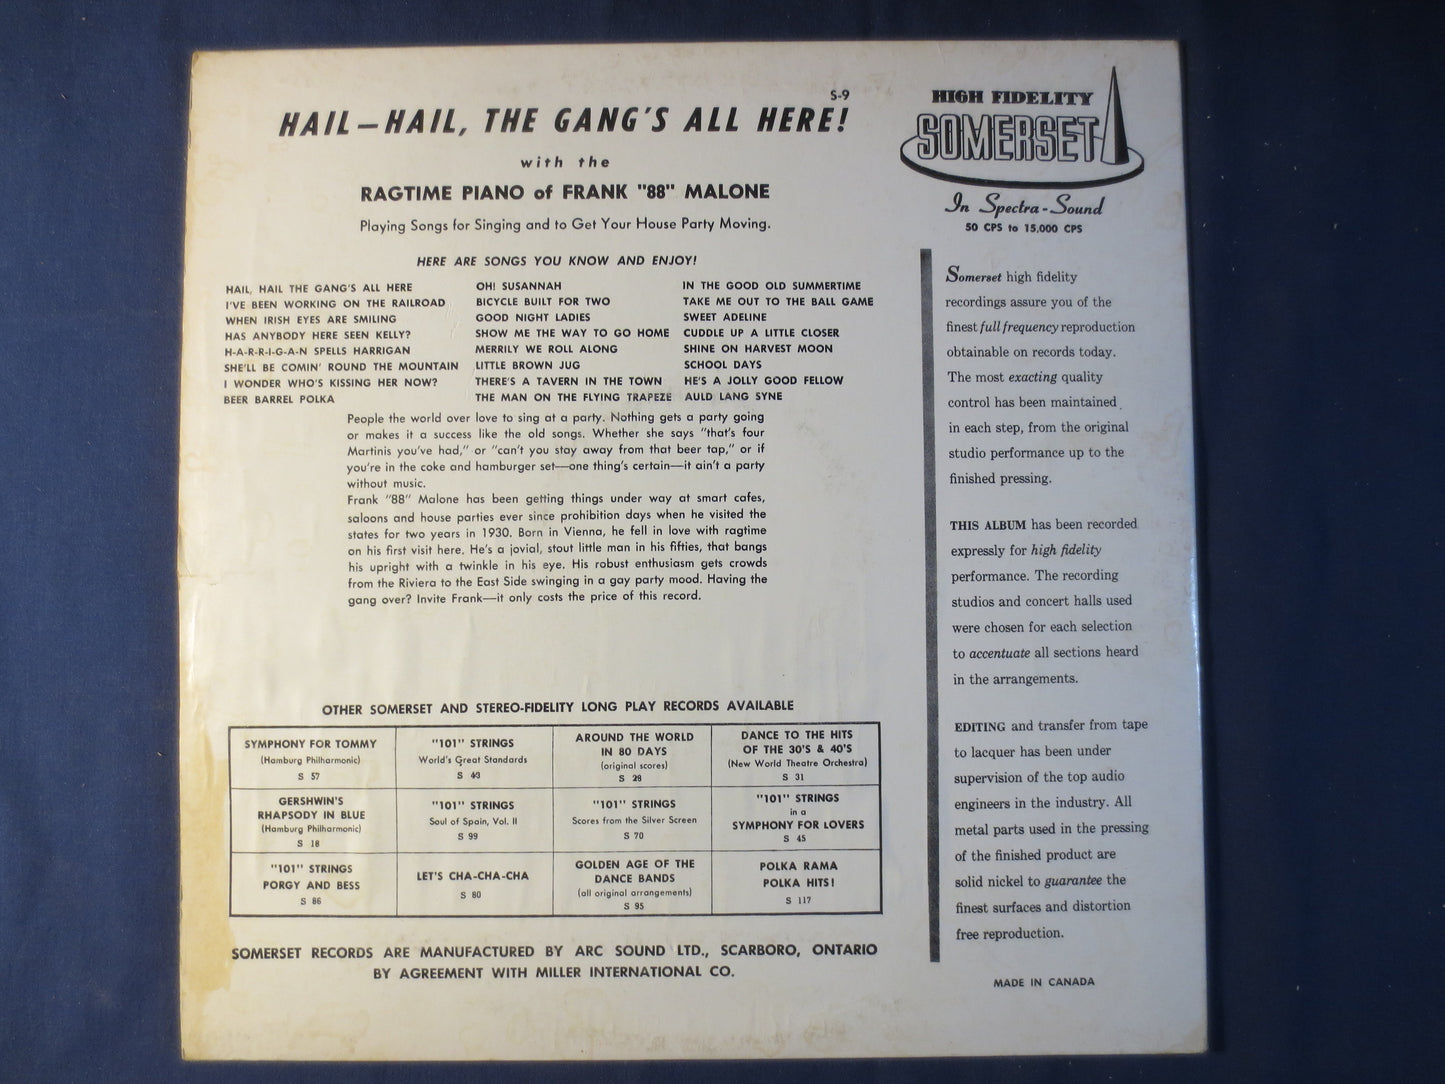 S-9
HAIL—HAIL, THE GANG'S ALL HERE!
with the
RAGTIME PIANO of FRANK "88" MALONE
Playing Songs for Singing and to Get Your House Party Moving.
HERE ARE SONGS YOU KNOW AND ENJOY!
HAIL, HAIL THE GANG'S ALL HERE
I'VE BEEN WORKING ON THE RAILROAD
WHEN IRISH EYES ARE SMILING
HAS ANYBODY HERE SEEN KELLY?
H-A-R-R-I-G-A-N SPELLS HARRIGAN
SHE'LL BE COMIN' ROUND THE MOUNTAIN
I WONDER WHO'S KISSING HER NOW?
BEER BARREL POLKA
OH! SUSANNAH
BICYCLE BUILT FOR TWO
GOOD NIGHT LADIES
SHOW ME THE WAY TO GO HOME
MERRILY WE ROLL ALONG
LITTLE BROWN JUG
THERE'S A TAVERN IN THE TOWN
THE MAN ON THE FLYING TRAPEZE
IN THE GOOD OLD SUMMERTIME
TAKE ME OUT TO THE BALL GAME
SWEET ADELINE
CUDDLE UP A LITTLE CLOSER
SHINE ON HARVEST MOON
SCHOOL DAYS
HE'S A JOLLY GOOD FELLOW
AULD LANG SYNE
People the world over love to sing at a party. Nothing gets a party going
or makes it a success like the old songs. Whether she says "that's four
Martinis you've had," or "can't you stay away from that beer tap," or if
you're in the coke and hamburger set—one thing's certain—it ain't a party
without music.
Frank "88" Malone has been getting things under way at smart cafes,
saloons and house parties ever since prohibition days when he visited the
states for two years in 1930. Born in Vienna, he fell in love with ragtime
on his first visit here. He's a jovial, stout little man in his fifties, that bangs
his upright with a twinkle in his eye. His robust enthusiasm gets crowds
from the Riviera to the East Side swinging in a gay party mood. Having the
gang over? Invite Frank—it only costs the price of this record.
OTHER SOMERSET AND STEREO-FIDELITY LONG PLAY RECORDS AVAILABLE
SYMPHONY FOR TOMMY
(Hamburg Philharmonic)
S 57
"101" STRINGS
World's Great Standards
S 43
AROUND THE WORLD
IN 80 DAYS
(original scores)
S 28
DANCE TO THE HITS
OF THE 30'S & 40'S
(New World Theatre Orchestra)
S 31
GERSHWIN'S
RHAPSODY IN BLUE
(Hamburg Philharmonic)
S 18
"101" STRINGS
Soul of Spain, Vol. II
S 99
"101" STRINGS
Scores from the Silver Screen
S 70
"101" STRINGS
in a
SYMPHONY FOR LOVERS
S 45
"101" STRINGS
PORGY AND BESS
S 86
LET'S CHA-CHA-CHA
S 80
GOLDEN AGE OF THE
DANCE BANDS
(all original arrangements)
S 95
POLKA RAMA
POLKA HITS!
S 117
SOMERSET RECORDS ARE MANUFACTURED BY ARC SOUND LTD., SCARBORO, ONTARIO
BY AGREEMENT WITH MILLER INTERNATIONAL CO.
HIGH FIDELITY
SOMERSET
In Spectra-Sound
50 CPS to 15,000 CPS
Somerset high fidelity
recordings assure you of the
finest full frequency reproduction
obtainable on records today.
The most exacting quality
control has been maintained
in each step, from the original
studio performance up to the
finished pressing.
THIS ALBUM has been recorded
expressly for high fidelity
performance. The recording
studios and concert halls used
were chosen for each selection
to accentuate all sections heard
in the arrangements.
EDITING and transfer from tape
to lacquer has been under
supervision of the top audio
engineers in the industry. All
metal parts used in the pressing
of the finished product are
solid nickel to guarantee the
finest surfaces and distortion
free reproduction.
MADE IN CANADA